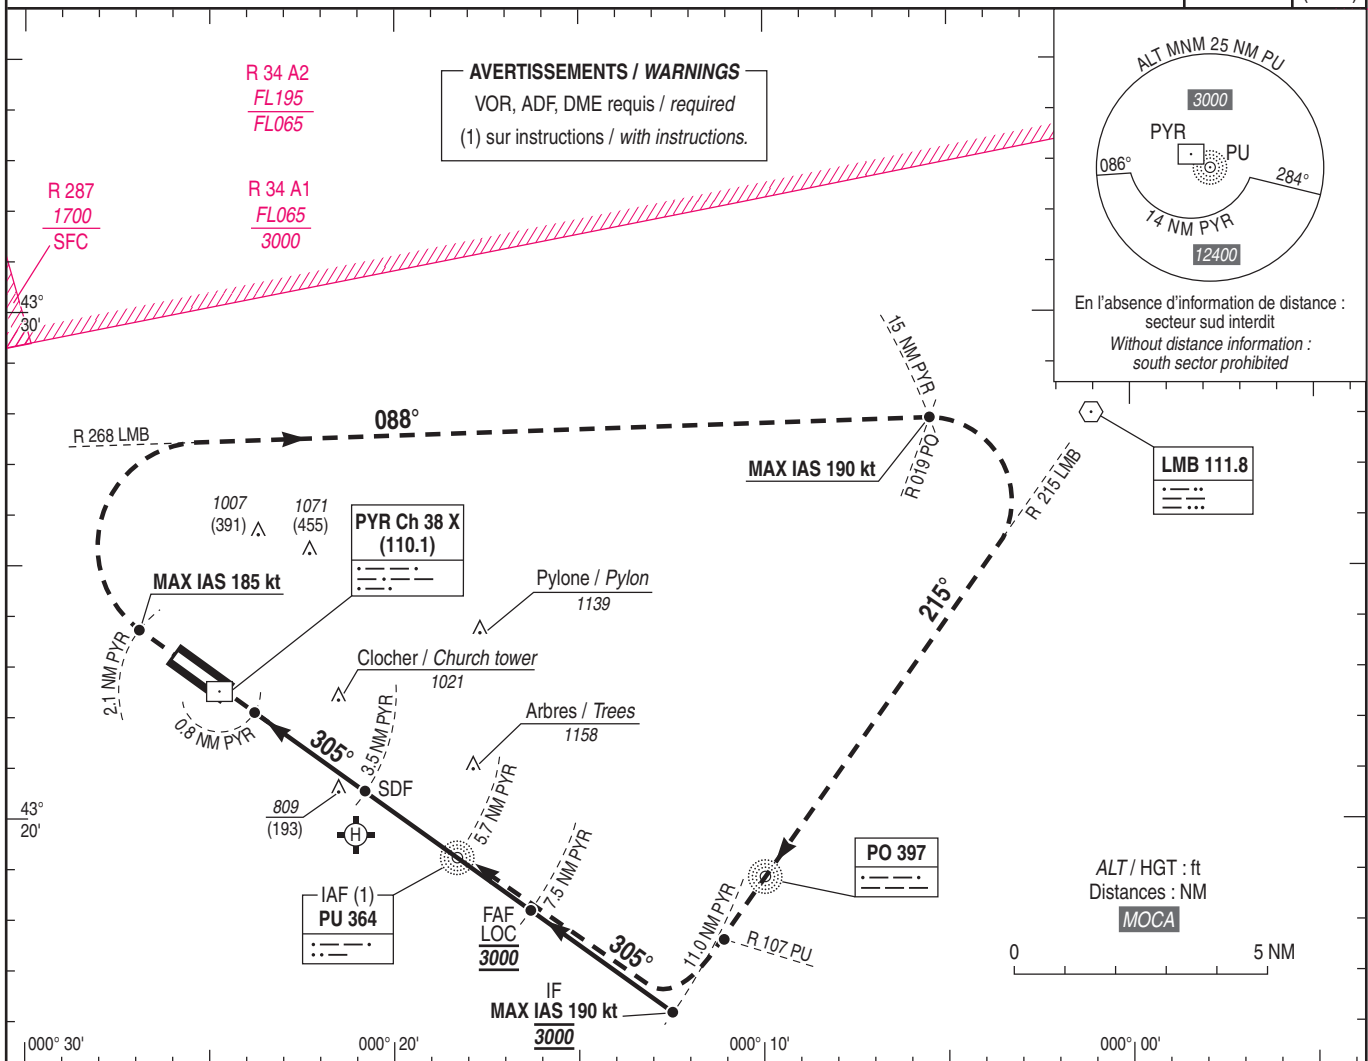 R 34 A2
FL195
FL065
AVERTISSEMENTS / WARNINGS
VOR, ADF, DME requis / required
(1) sur instructions / with instructions.
ALT MNM 25 NM PU
3000
PYR
PU
086°
284°
14 NM PYR
12400
En l'absence d'information de distance :
secteur sud interdit
Without distance information :
south sector prohibited
R 287
1700
SFC
R 34 A1
FL065
3000
43°
30'
15 NM PYR
R 268 LMB
088°
MAX IAS 190 kt
R 019 PO
R 215 LMB
LMB 111.8
1007
(391)
1071
(455)
PYR Ch 38 X
(110.1)
MAX IAS 185 kt
Pylone / Pylon
1139
215°
2.1 NM PYR
Clocher / Church tower
1021
0.8 NM PYR
305°
3.5 NM PYR
Arbres / Trees
1158
SDF
809
(193)
H
5.7 NM PYR
43°
20'
7.5 NM PYR
PO 397
IAF (1)
PU 364
FAF
LOC
3000
305°
11.0 NM PYR
R 107 PU
ALT / HGT : ft
Distances : NM
MOCA
0
5 NM
IF
MAX IAS 190 kt
3000
000° 30'
000° 20'
000° 10'
000° 00'